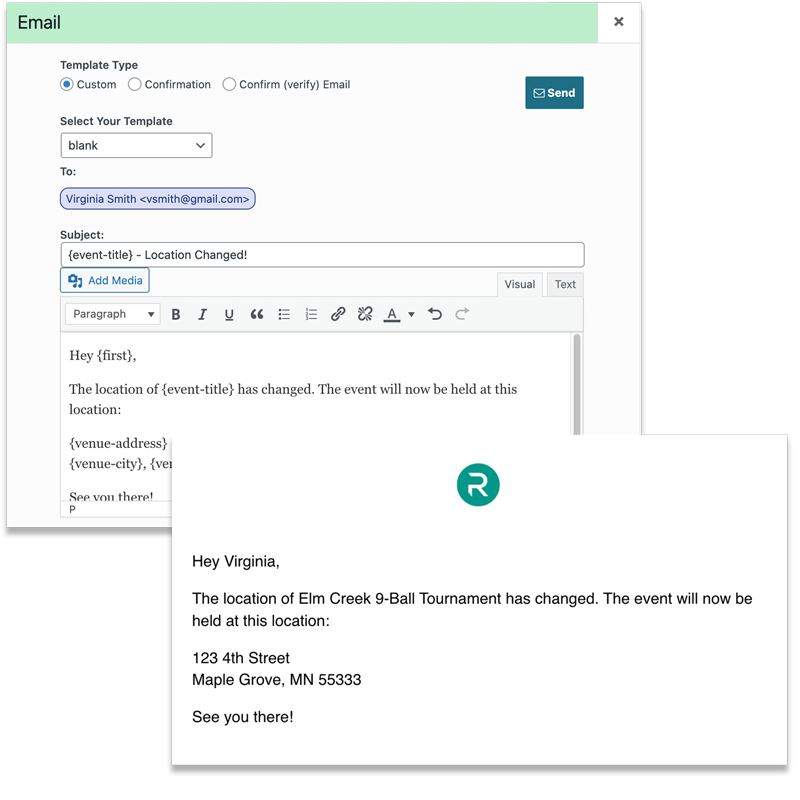 Email
Template Type
Custom Confirmation Confirm (verify) Email
Send
Select Your Template
blank
To:
Virginia Smith <vsmith@gmail.com>
Subject:
{event-title} - Location Changed!
Add Media
Visual Text
Paragraph B I U A
Hey {first},
The location of {event-title} has changed. The event will now be held at this
location:
{venue-address}
{venue-city},
See you there!
P
R
Hey Virginia,
The location of Elm Creek 9-Ball Tournament has changed. The event will now be
held at this location:
123 4th Street
Maple Grove, MN 55333
See you there!